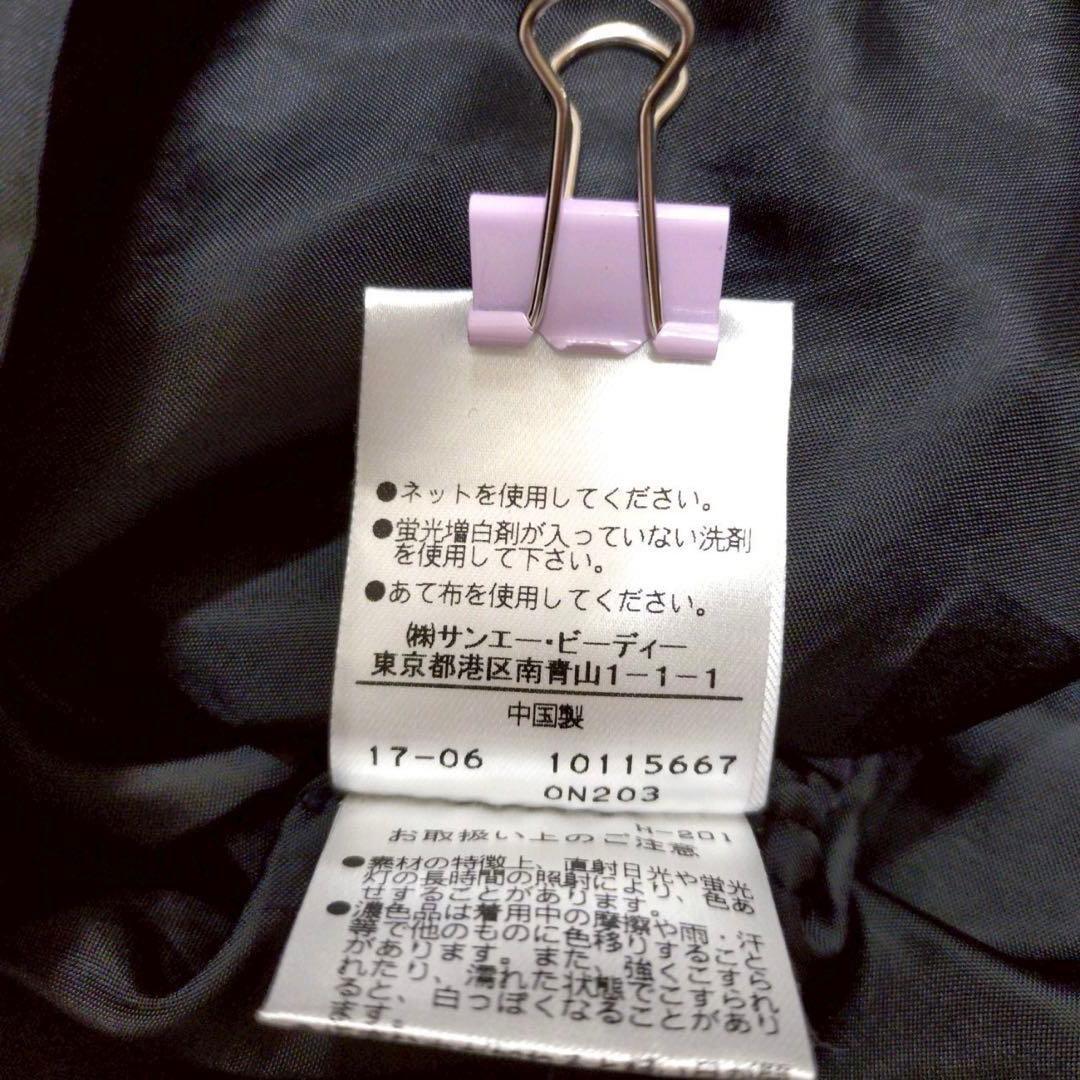 ●ネットを使用してください。
●蛍光増白剤が入っていない洗剤
を使用して下さい。
●あて布を使用してください。
(株)サンエー・ビーディー
東京都港区南青山1-1-1
中国製
17-06 10115667
0N203
H-201
お取扱い上のご注意
●素材の特徴上、直射日光や蛍光
灯の長時間の照射により、色あ
せすることがあります。
●濃色品は着用中の摩擦や雨・汗
等で他のものに色移りすること
があります。また、強くこすら
れたり、濡れた状態でこすられ
ると、白っぽくなることがあり
ます。